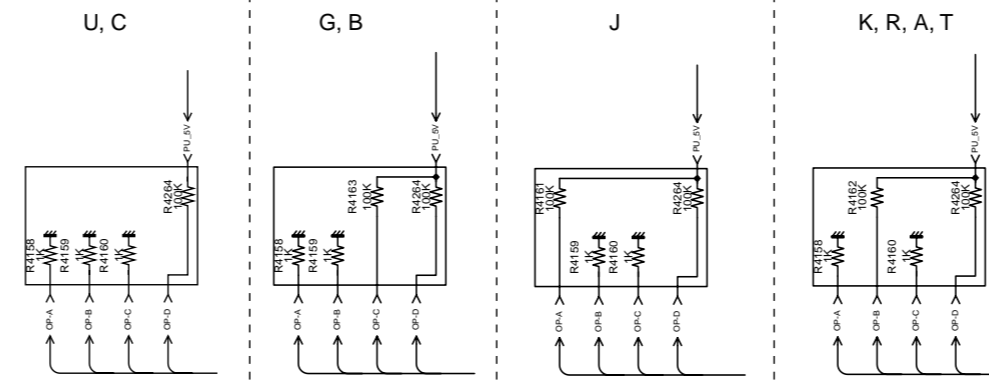 U, C
PU_5V
R4264
100K
R4158
1K
R4159
1K
R4160
1K
OP-A
OP-B
OP-C
OP-D
G, B
PU_5V
R4163
100K
R4264
100K
R4158
1K
R4159
1K
OP-A
OP-B
OP-C
OP-D
J
PU_5V
R4161
100K
R4264
100K
R4159
1K
R4160
1K
OP-A
OP-B
OP-C
OP-D
K, R, A, T
PU_5V
R4162
100K
R4264
100K
R4158
1K
R4160
1K
OP-A
OP-B
OP-C
OP-D